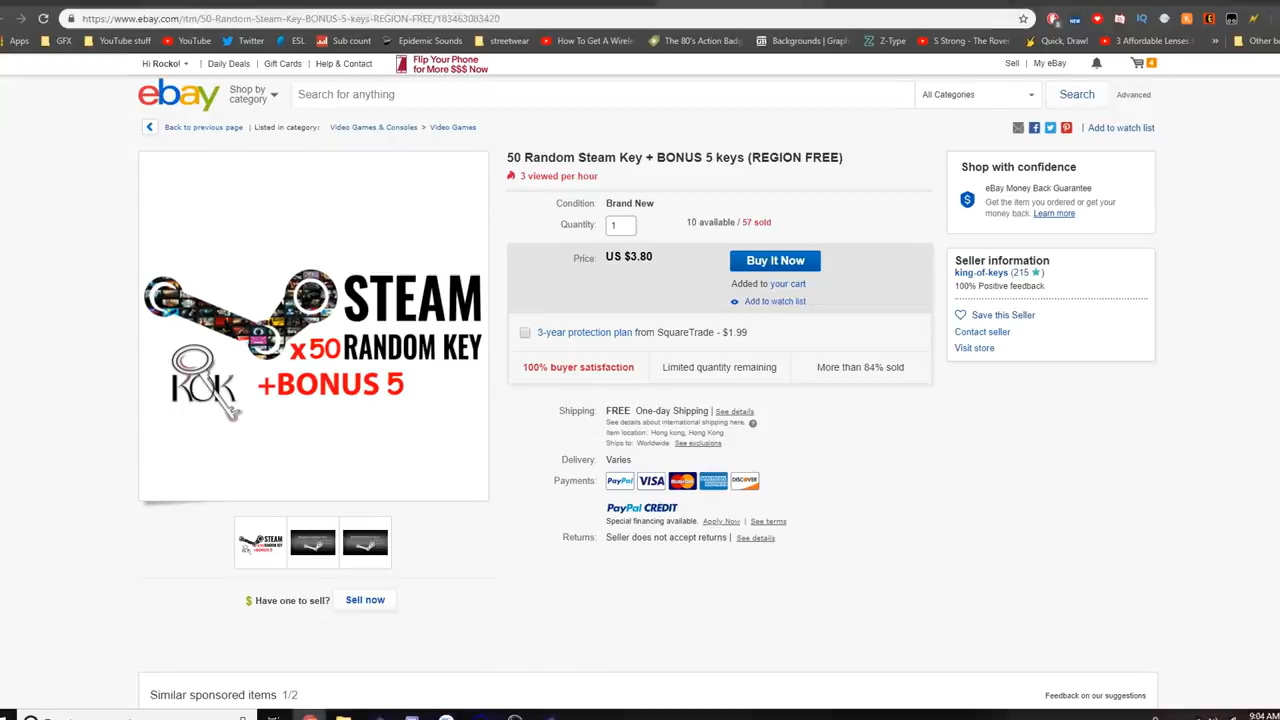 https://www.ebay.com/itm/50-Random-Steam-Key-BONUS-5-keys-REGION-FREE/183463083420
Apps GFX YouTube stuff YouTube Twitter ESL Sub count Epidemic Sounds streetwear How To Get A Wirele The 80's Action Bad Backgrounds | Graph Z-Type S Strong - The Rover Quick, Draw! 3 Affordable Lenses » Other b
Hi Rocko! | Daily Deals | Gift Cards | Help & Contact
Flip Your Phone
for More $$$ Now
Sell | My eBay 4
ebay
Shop by
category
Search for anything
All Categories
Search
Advanced
Back to previous page | Listed in category: Video Games & Consoles > Video Games
| Add to watch list
50 Random Steam Key + BONUS 5 keys (REGION FREE)
3 viewed per hour
Condition: Brand New
Quantity: 1
10 available / 57 sold
Price: US $3.80
Buy It Now
Added to your cart
Add to watch list
3-year protection plan from SquareTrade - $1.99
100% buyer satisfaction
Limited quantity remaining
More than 84% sold
Shipping: FREE One-day Shipping | See details
See details about international shipping here.
Item location: Hong kong, Hong Kong
Ships to: Worldwide See exclusions
Delivery: Varies
Payments: PayPal VISA MasterCard AMERICAN EXPRESS DISCOVER
PayPal CREDIT
Special financing available. Apply Now | See terms
Returns: Seller does not accept returns | See details
Shop with confidence
eBay Money Back Guarantee
Get the item you ordered or get your
money back. Learn more
Seller information
king-of-keys (215 )
100% Positive feedback
Save this Seller
Contact seller
Visit store
STEAM
x50 RANDOM KEY
KOK
+BONUS 5
STEAM
x50 RANDOM KEY
+BONUS 5
$ Have one to sell? Sell now
Similar sponsored items 1/2
Feedback on our suggestions
9:04 AM